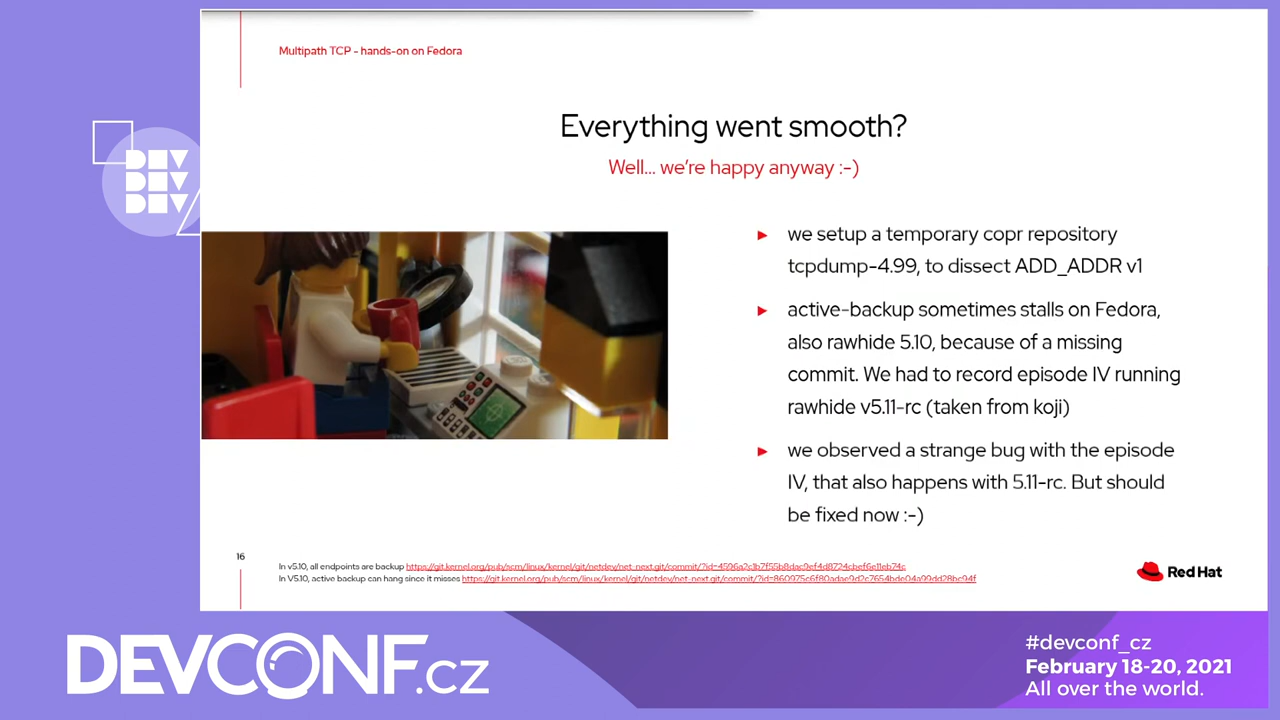 Multipath TCP - hands-on on Fedora
Everything went smooth?
Well... we're happy anyway :-)
DEV
DEV
DEV
► we setup a temporary copr repository
tcpdump-4.99, to dissect ADD_ADDR v1
► active-backup sometimes stalls on Fedora,
also rawhide 5.10, because of a missing
commit. We had to record episode IV running
rawhide v5.11-rc (taken from koji)
► we observed a strange bug with the episode
IV, that also happens with 5.11-rc. But should
be fixed now :-)
16
In v5.10, all endpoints are backup
In V5.10, active backup can hang since it misses
Red Hat
DEVCONF.cz
#devconf_cz
February 18-20, 2021
All over the world.